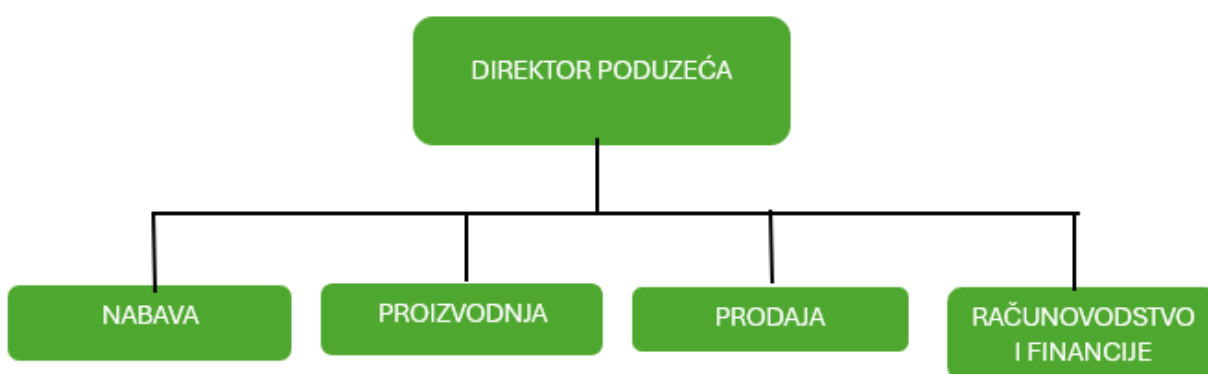 DIREKTOR PODUZEĆA
NABAVA
PROIZVODNJA
PRODAJA
RAČUNOVODSTVO
I FINANCIJE